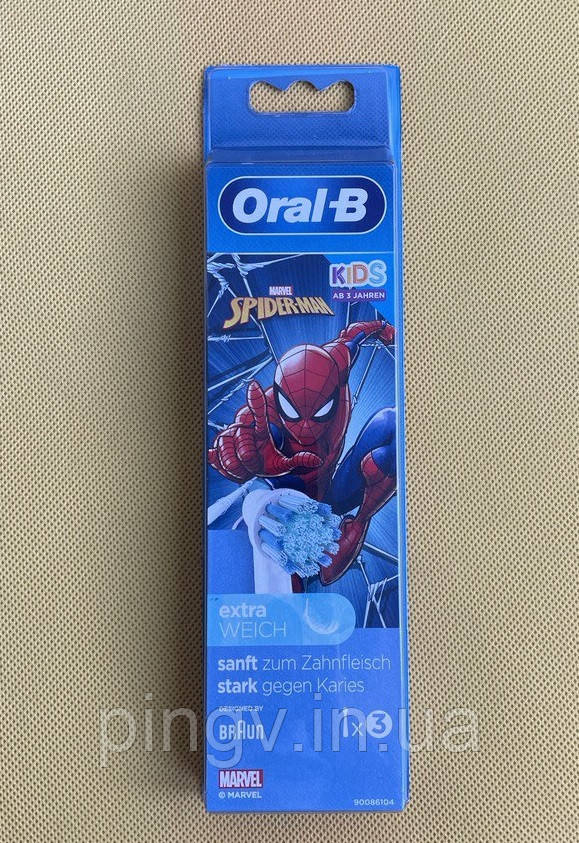 Oral-B
KIDS
AB 3 JAHREN
MARVEL
SPIDER-MAN
extra
WEICH
sanft zum Zahnfleisch
stark gegen Karies
DESIGNED BY
BRAUN
1x3
pingv.in.ua
MARVEL
© MARVEL
90086104